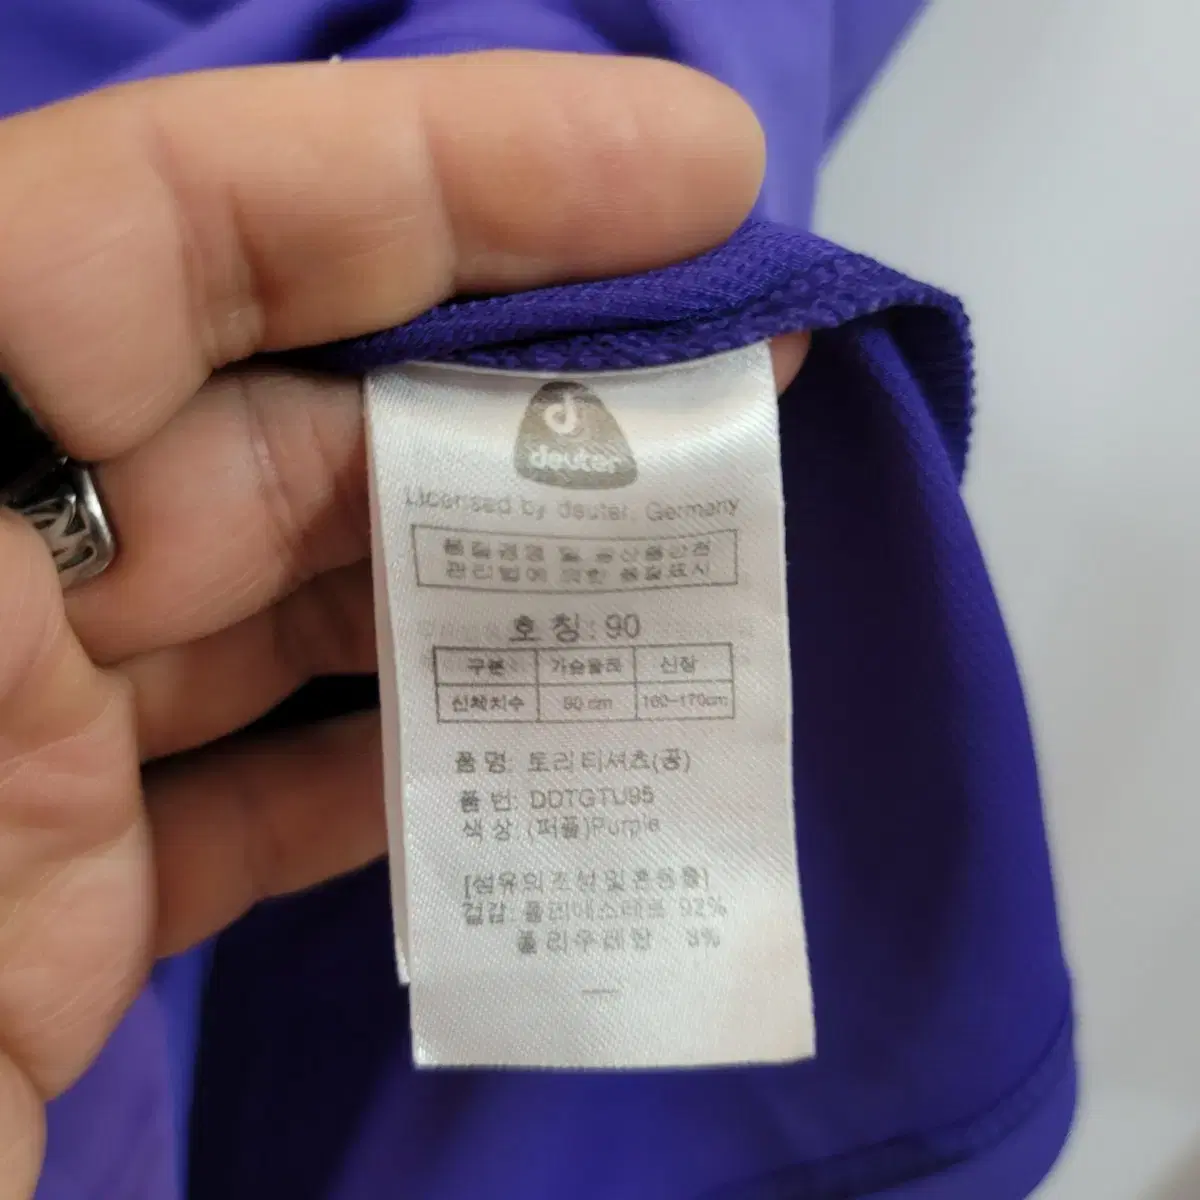 d
deuter
Licensed by deuter, Germany
품질경영 및 공산품안전
관리법에 의한 품질표시
호 칭: 90
구분 가슴둘레 신장
신체치수 90 cm 160~170cm
품 명: 토리 티셔츠(공)
품 번: DDTGTU95
색 상: (퍼플)Purple
[섬유의 조성 및 혼용률]
겉감: 폴리에스테르 92%
폴리우레탄 8%